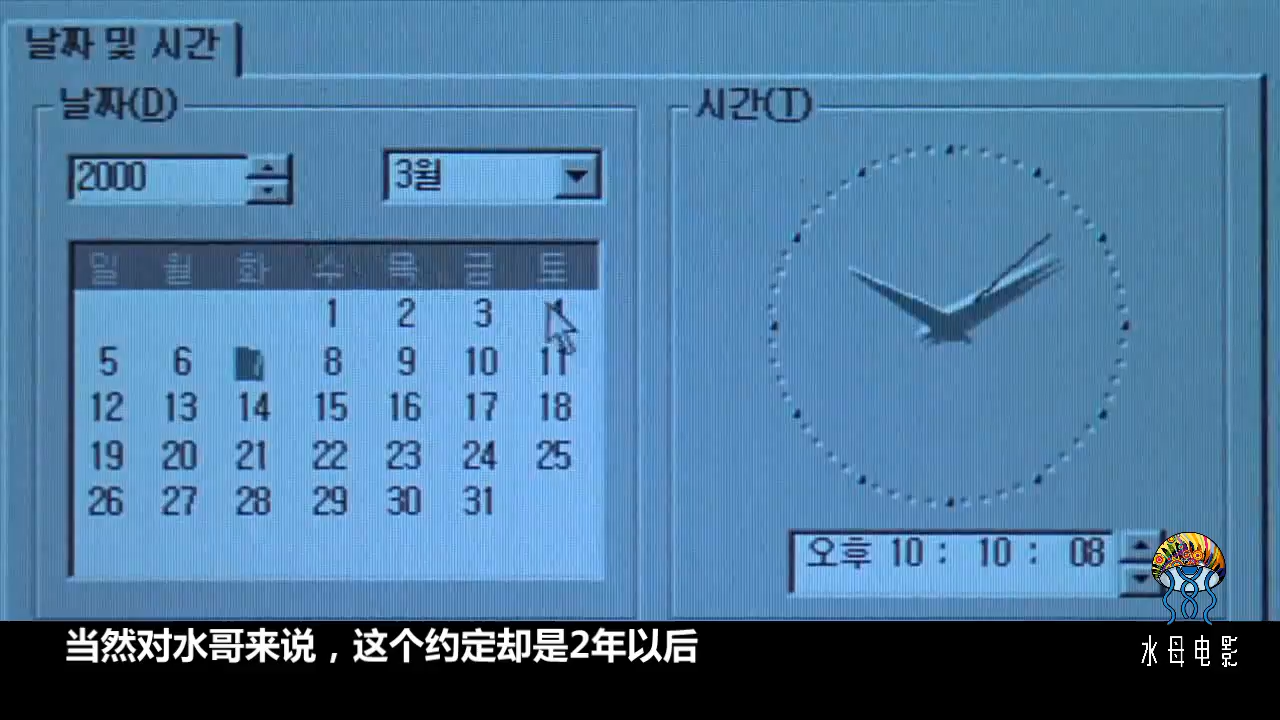 날짜 및 시간
날짜(D)
시간(T)
2000
3월
일 월 화 수 목 금 토
1 2 3 4
5 6 8 9 10 11
12 13 14 15 16 17 18
19 20 21 22 23 24 25
26 27 28 29 30 31
오후 10 : 10 : 08
当然对水哥来说，这个约定却是2年以后
水母电影